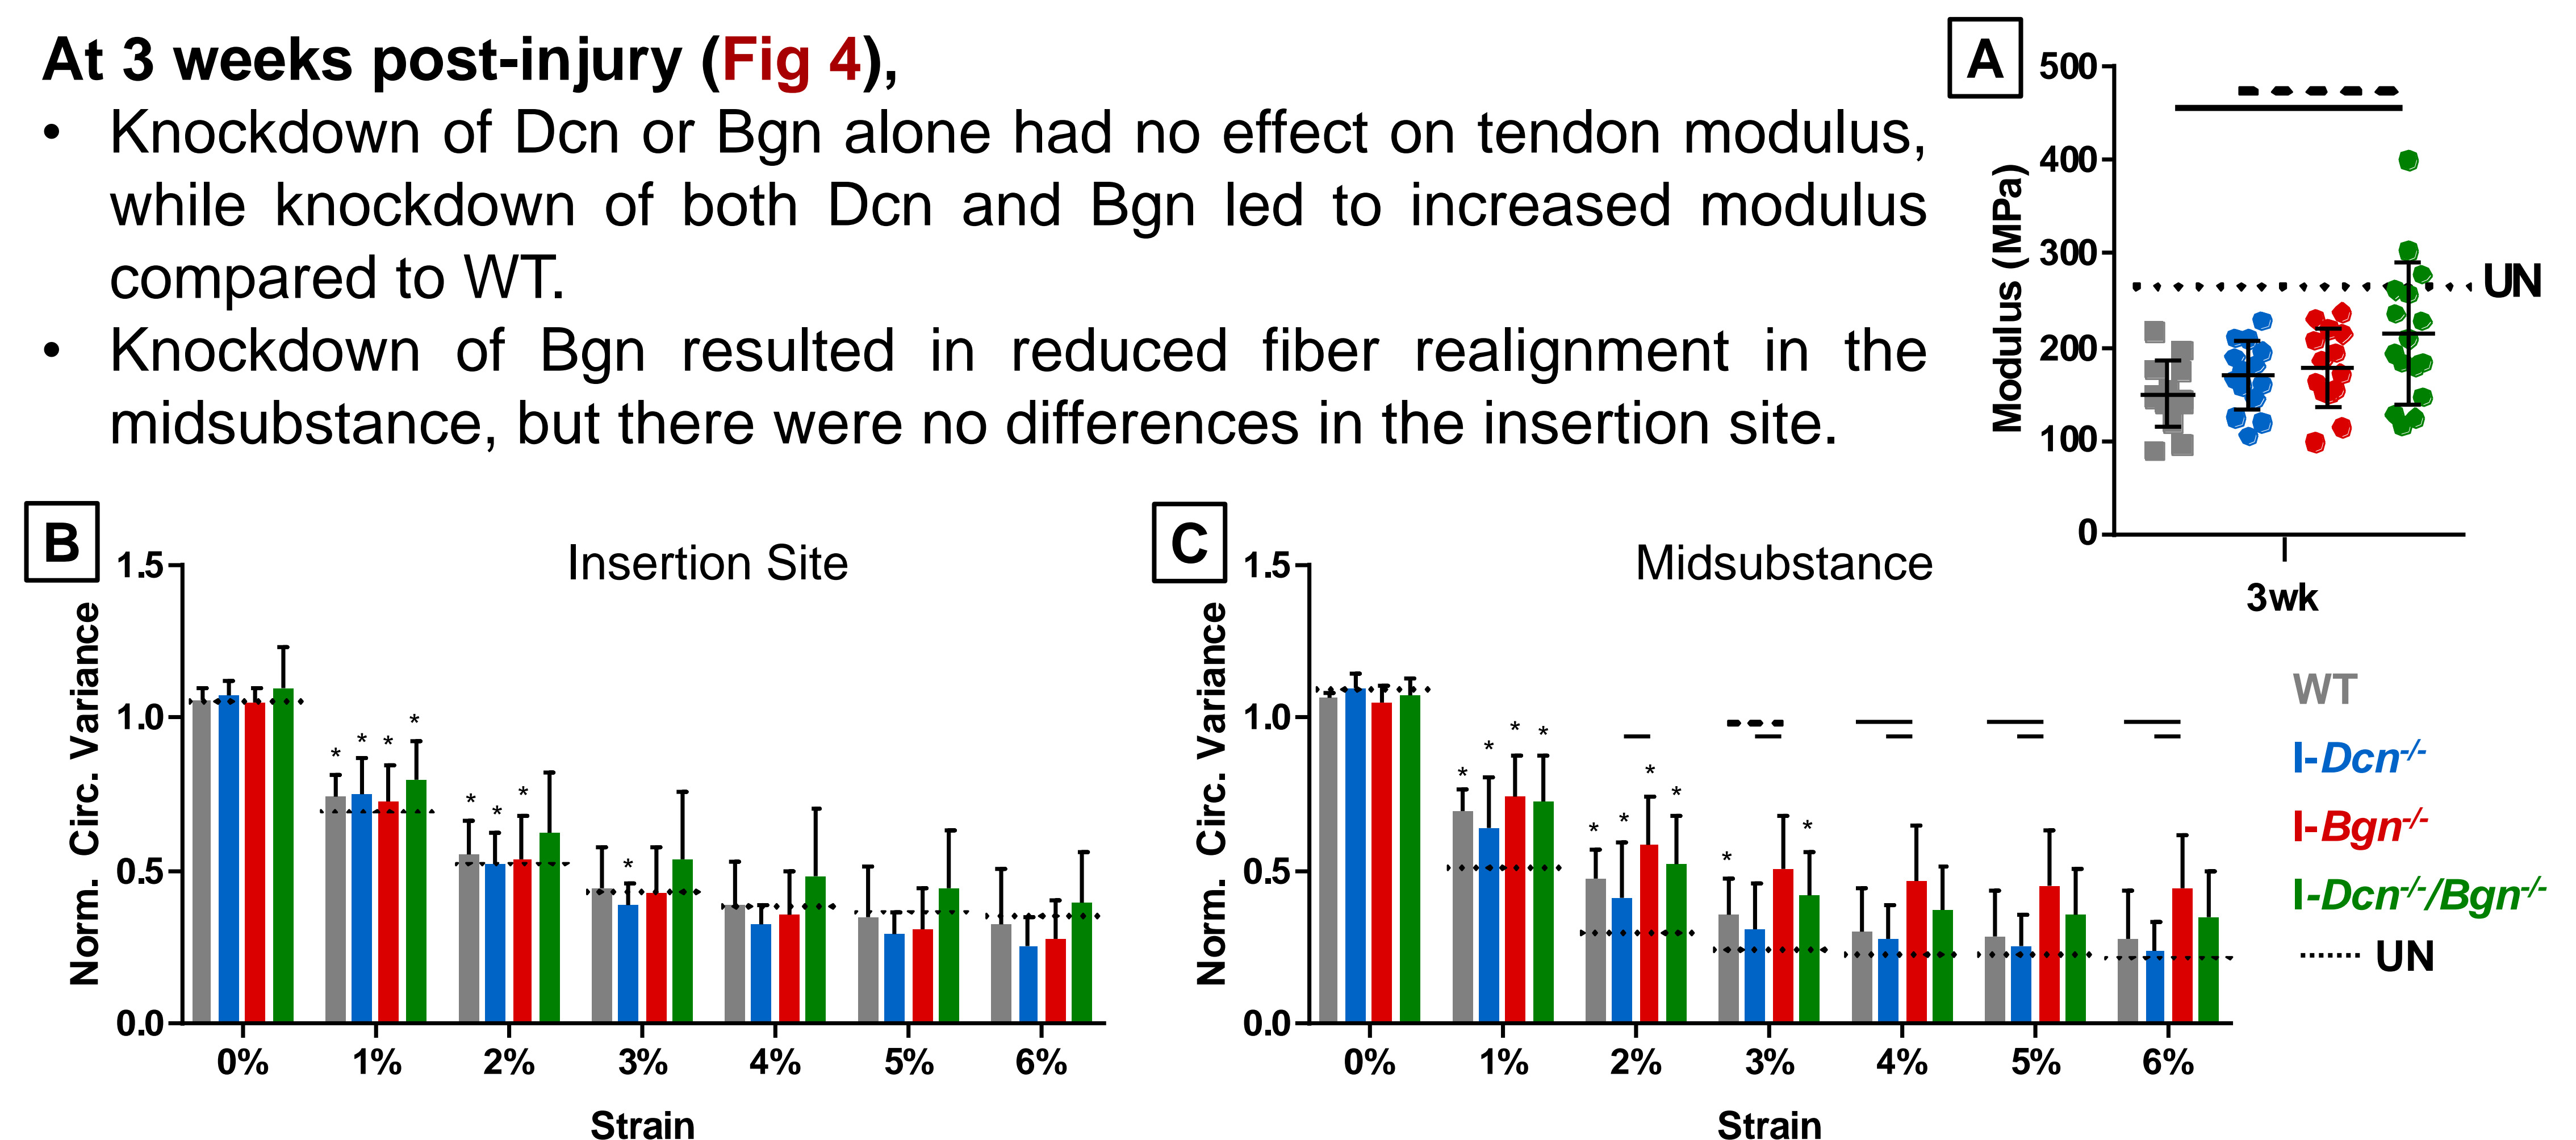 At 3 weeks post-injury (Fig 4),
• Knockdown of Dcn or Bgn alone had no effect on tendon modulus,
while knockdown of both Dcn and Bgn led to increased modulus
compared to WT.
• Knockdown of Bgn resulted in reduced fiber realignment in the
midsubstance, but there were no differences in the insertion site.
A
500
400
300
200
100
0
Modulus (MPa)
UN
3wk
B
Insertion Site
1.5
1.0
0.5
0.0
Norm. Circ. Variance
* * * *
* * *
*
0% 1% 2% 3% 4% 5% 6%
Strain
C
Midsubstance
1.5
1.0
0.5
0.0
Norm. Circ. Variance
* * * *
* * * *
* *
0% 1% 2% 3% 4% 5% 6%
Strain
WT
I-Dcn-/-
I-Bgn-/-
I-Dcn-/-/Bgn-/-
UN